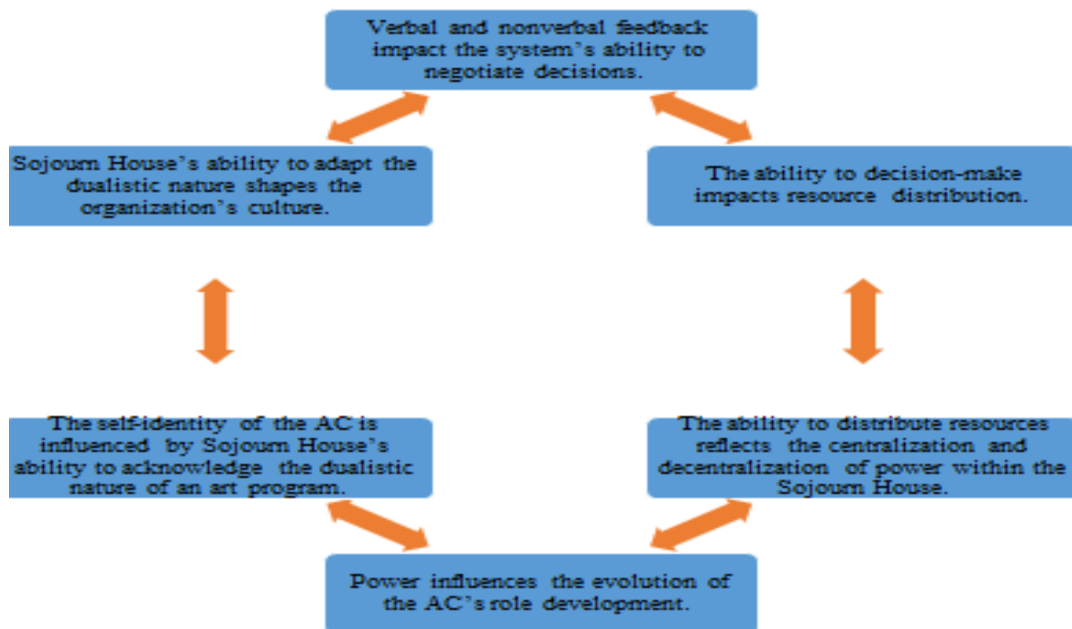 Verbal and nonverbal feedback
impact the system's ability to
negotiate decisions.
Sojourn House's ability to adapt the
dualistic nature shapes the
organization's culture.
The ability to decision-make
impacts resource distribution.
The self-identity of the AC is
influenced by Sojourn House's
ability to acknowledge the dualistic
nature of an art program.
The ability to distribute resources
reflects the centralization and
decentralization of power within the
Sojourn House.
Power influences the evolution of
the AC's role development.